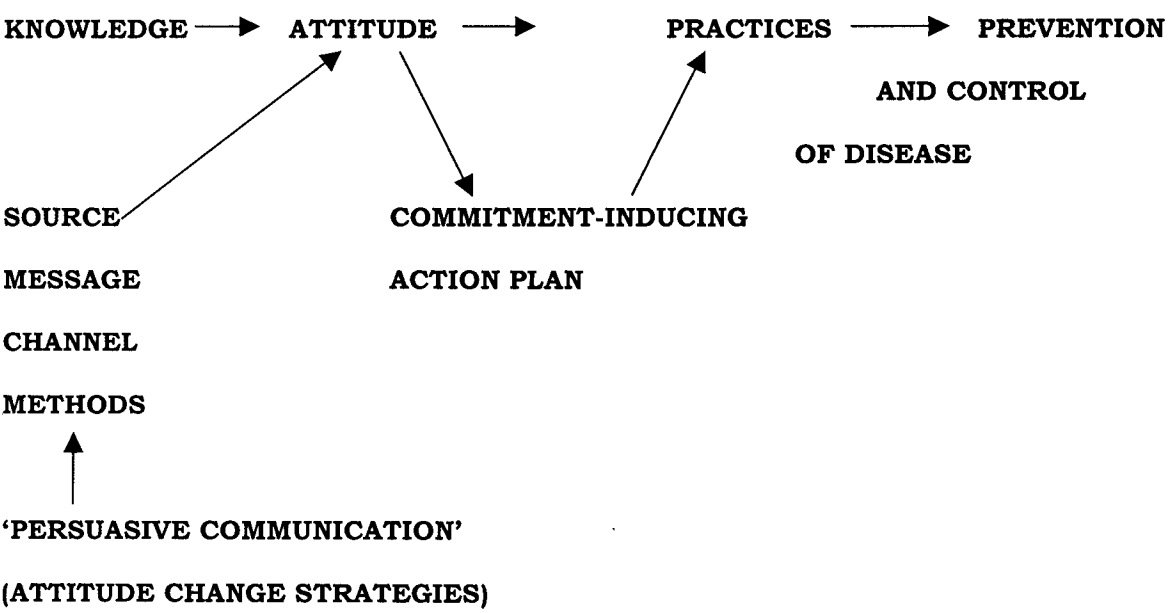 KNOWLEDGE ATTITUDE PRACTICES PREVENTION
AND CONTROL
OF DISEASE
SOURCE COMMITMENT-INDUCING
MESSAGE ACTION PLAN
CHANNEL
METHODS
‘PERSUASIVE COMMUNICATION’
(ATTITUDE CHANGE STRATEGIES)